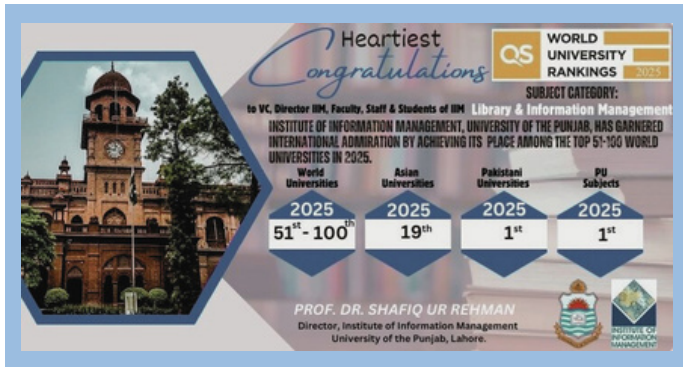 Heartiest
Congratulations
QS
WORLD
UNIVERSITY
RANKINGS 2025
SUBJECT CATEGORY:
to VC, Director IIM, Faculty, Staff & Students of IIM Library & Information Management
INSTITUTE OF INFORMATION MANAGEMENT, UNIVERSITY OF THE PUNJAB, HAS GARNERED
INTERNATIONAL ADMIRATION BY ACHIEVING ITS PLACE AMONG THE TOP 51-100 WORLD
UNIVERSITIES IN 2025.
World
Universities
2025
51st - 100th
Asian
Universities
2025
19th
Pakistani
Universities
2025
1st
PU
Subjects
2025
1st
PROF. DR. SHAFIQ UR REHMAN
Director, Institute of Information Management
University of the Punjab, Lahore.
INSTITUTE OF
INFORMATION
MANAGEMENT